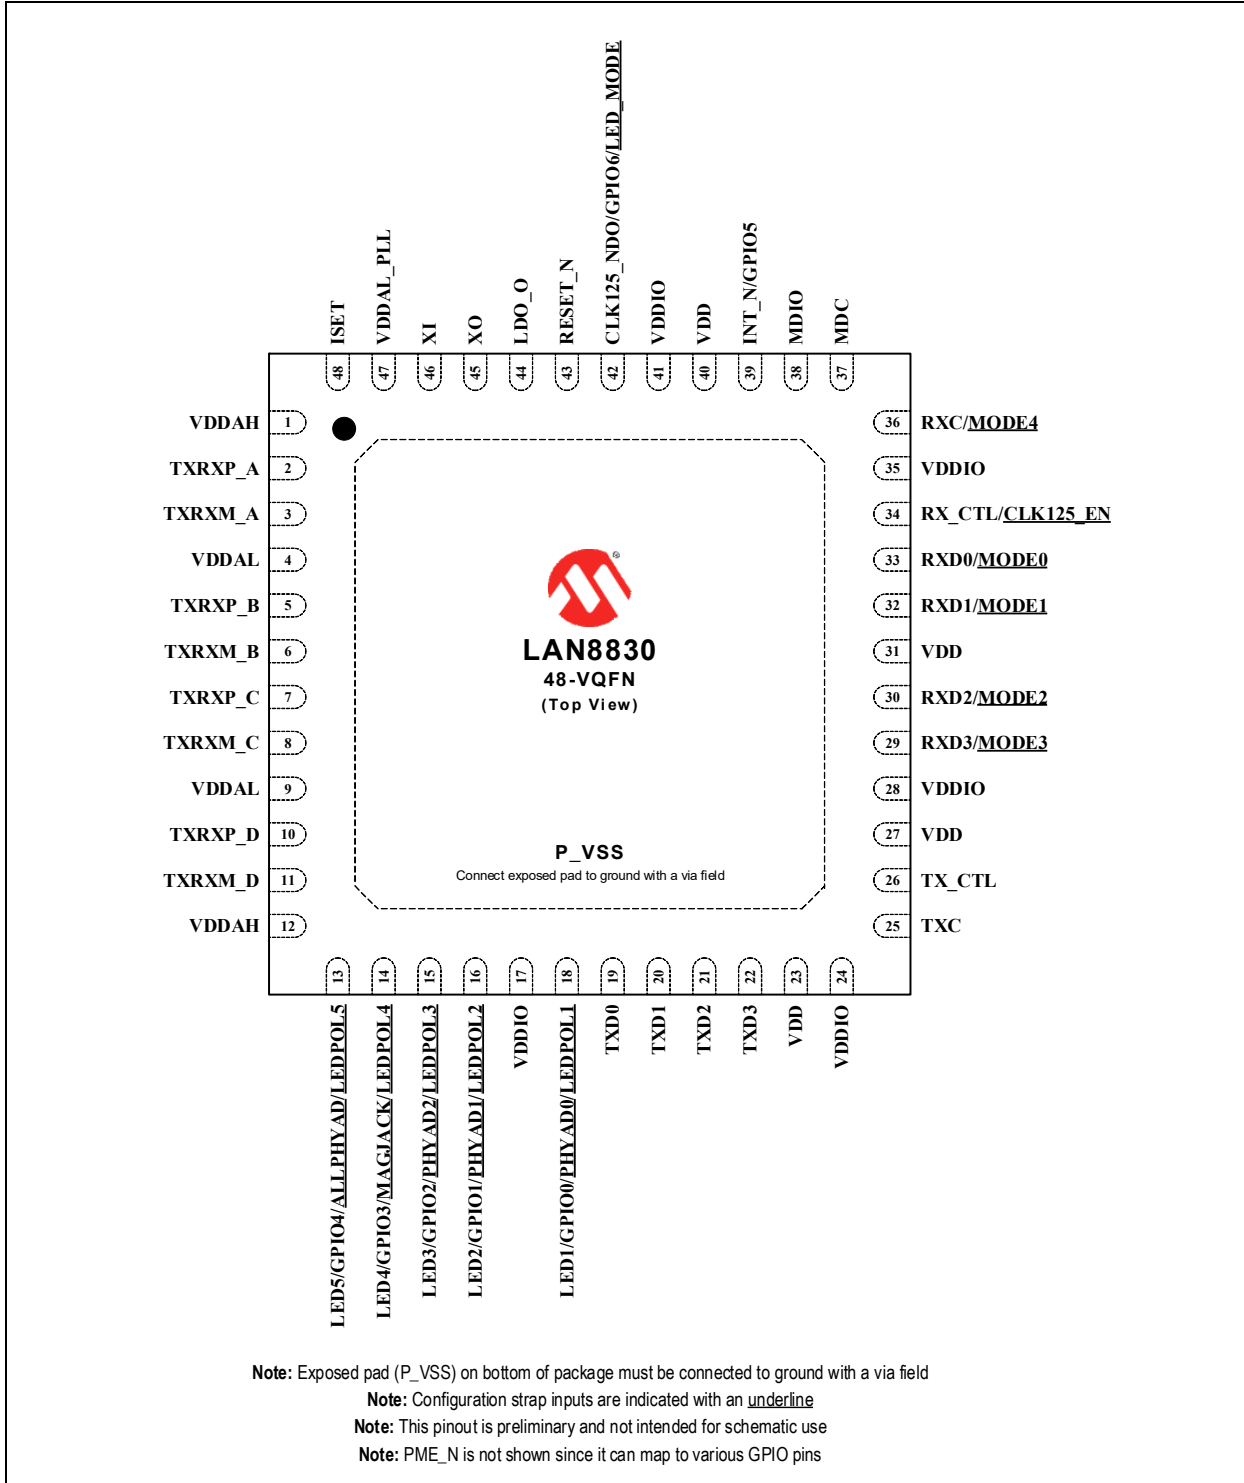 CLK125_NDO/GPIO6/LED_MODE
ISET
VDDAL_PLL
XI
XO
LDO_O
RESET_N
VDDIO
VDD
INT_N/GPIO5
MDIO
MDC
48
47
46
45
44
43
42
41
40
39
38
37
VDDAH 1
36 RXC/MODE4
TXRXP_A 2
35 VDDIO
TXRXM_A 3
34 RX_CTL/CLK125_EN
VDDAL 4
33 RXD0/MODE0
TXRXP_B 5
32 RXD1/MODE1
TXRXM_B 6
31 VDD
TXRXP_C 7
30 RXD2/MODE2
TXRXM_C 8
29 RXD3/MODE3
VDDAL 9
28 VDDIO
TXRXP_D 10
27 VDD
TXRXM_D 11
26 TX_CTL
VDDAH 12
25 TXC
®
LAN8830
48-VQFN
(Top View)
P_VSS
Connect exposed pad to ground with a via field
13
14
15
16
17
18
19
20
21
22
23
24
LED5/GPIO4/ALLPHYAD/LEDPOL5
LED4/GPIO3/MAGJACK/LEDPOL4
LED3/GPIO2/PHYAD2/LEDPOL3
LED2/GPIO1/PHYAD1/LEDPOL2
VDDIO
LED1/GPIO0/PHYAD0/LEDPOL1
TXD0
TXD1
TXD2
TXD3
VDD
VDDIO
Note: Exposed pad (P_VSS) on bottom of package must be connected to ground with a via field
Note: Configuration strap inputs are indicated with an underline
Note: This pinout is preliminary and not intended for schematic use
Note: PME_N is not shown since it can map to various GPIO pins